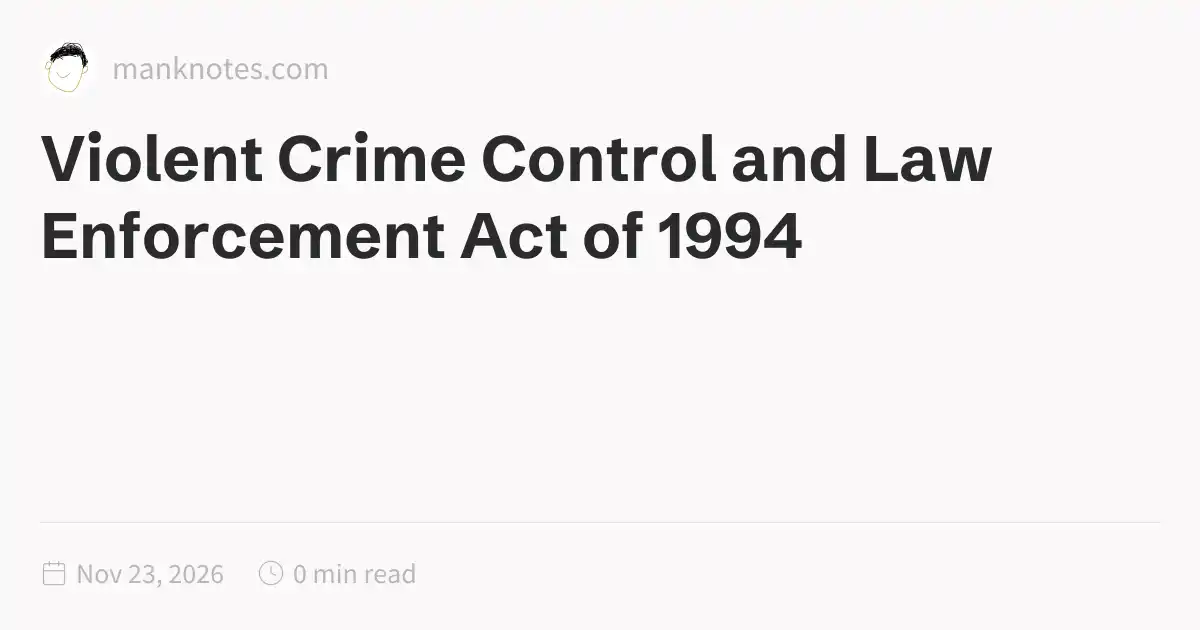 manknotes.com
Violent Crime Control and Law
Enforcement Act of 1994
Nov 23, 2026 0 min read